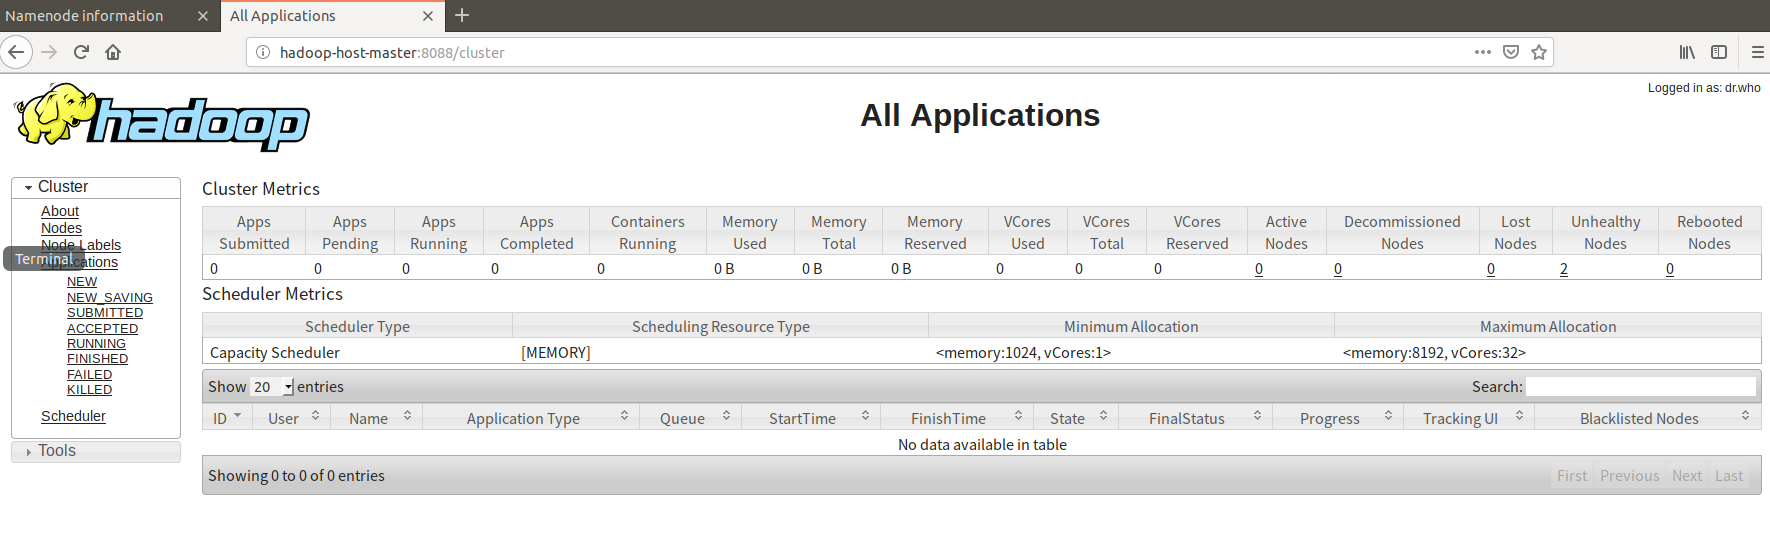 Namenode information
All Applications
hadoop-host-master:8088/cluster
Logged in as: dr.who
hadoop
All Applications
Cluster
About
Nodes
Node Labels
Applications
Terminal
NEW
NEW_SAVING
SUBMITTED
ACCEPTED
RUNNING
FINISHED
FAILED
KILLED
Scheduler
Tools
Cluster Metrics
Apps Submitted Apps Pending Apps Running Apps Completed Containers Running Memory Used Memory Total Memory Reserved VCores Used VCores Total VCores Reserved Active Nodes Decommissioned Nodes Lost Nodes Unhealthy Nodes Rebooted Nodes
0 0 0 0 0 0 B 0 B 0 B 0 0 0 0 0 0 2 0
Scheduler Metrics
Scheduler Type Scheduling Resource Type Minimum Allocation Maximum Allocation
Capacity Scheduler [MEMORY] <memory:1024, vCores:1> <memory:8192, vCores:32>
Show 20 entries Search:
ID User Name Application Type Queue StartTime FinishTime State FinalStatus Progress Tracking UI Blacklisted Nodes
No data available in table
Showing 0 to 0 of 0 entries First Previous Next Last